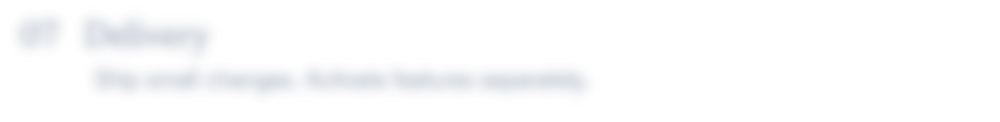 07 Delivery
Ship small changes. Activate features separately.